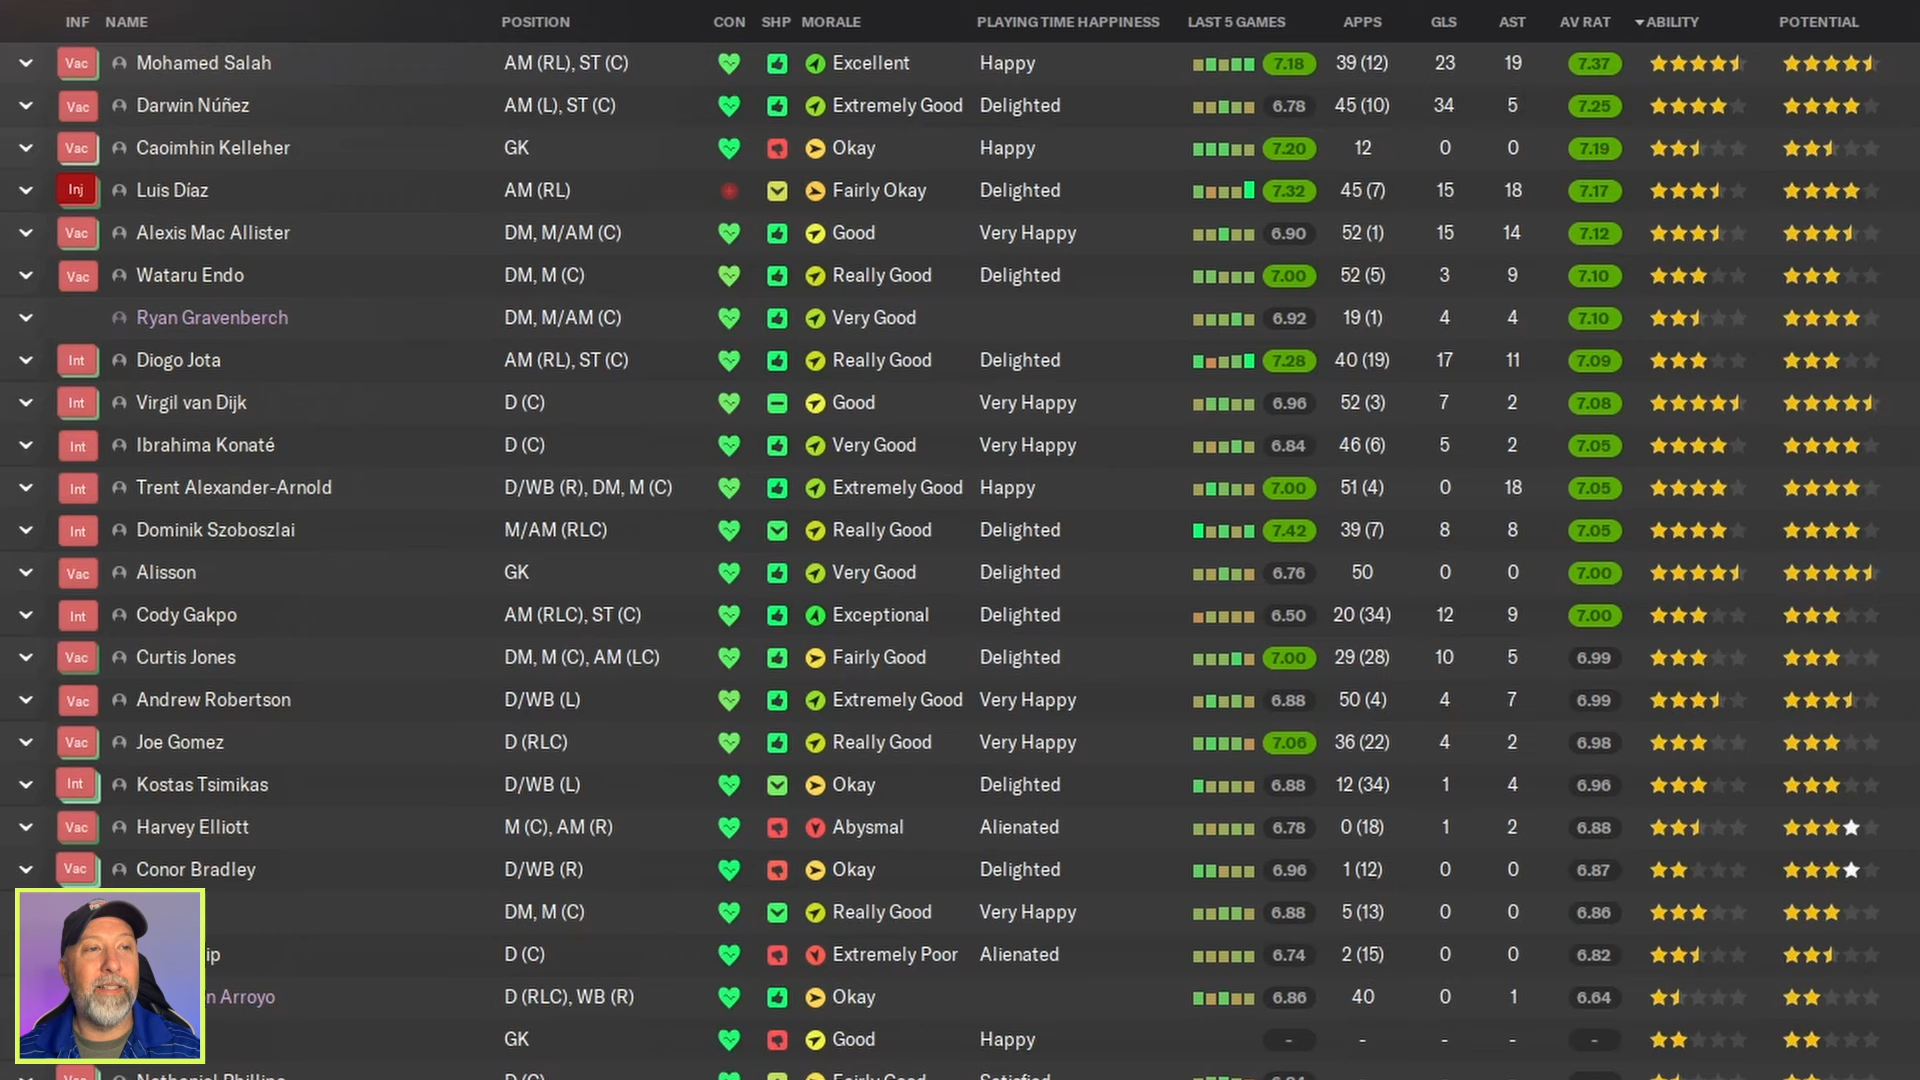 INF NAME POSITION CON SHP MORALE PLAYING TIME HAPPINESS LAST 5 GAMES APPS GLS AST AV RAT ABILITY POTENTIAL
Vac Mohamed Salah AM (RL), ST (C) Excellent Happy 7.18 39 (12) 23 19 7.37
Vac Darwin Núñez AM (L), ST (C) Extremely Good Delighted 6.78 45 (10) 34 5 7.25
Vac Caoimhin Kelleher GK Okay Happy 7.20 12 0 0 7.19
Inj Luis Díaz AM (RL) Fairly Okay Delighted 7.32 45 (7) 15 18 7.17
Vac Alexis Mac Allister DM, M/AM (C) Good Very Happy 6.90 52 (1) 15 14 7.12
Vac Wataru Endo DM, M (C) Really Good Delighted 7.00 52 (5) 3 9 7.10
Ryan Gravenberch DM, M/AM (C) Very Good 6.92 19 (1) 4 4 7.10
Int Diogo Jota AM (RL), ST (C) Really Good Delighted 7.28 40 (19) 17 11 7.09
Int Virgil van Dijk D (C) Good Very Happy 6.96 52 (3) 7 2 7.08
Int Ibrahima Konaté D (C) Very Good Very Happy 6.84 46 (6) 5 2 7.05
Int Trent Alexander-Arnold D/WB (R), DM, M (C) Extremely Good Happy 7.00 51 (4) 0 18 7.05
Int Dominik Szoboszlai M/AM (RLC) Really Good Delighted 7.42 39 (7) 8 8 7.05
Vac Alisson GK Very Good Delighted 6.76 50 0 0 7.00
Int Cody Gakpo AM (RLC), ST (C) Exceptional Delighted 6.50 20 (34) 12 9 7.00
Vac Curtis Jones DM, M (C), AM (LC) Fairly Good Delighted 7.00 29 (28) 10 5 6.99
Vac Andrew Robertson D/WB (L) Extremely Good Very Happy 6.88 50 (4) 4 7 6.99
Vac Joe Gomez D (RLC) Really Good Very Happy 7.06 36 (22) 4 2 6.98
Int Kostas Tsimikas D/WB (L) Okay Delighted 6.88 12 (34) 1 4 6.96
Vac Harvey Elliott M (C), AM (R) Abysmal Alienated 6.78 0 (18) 1 2 6.88
Vac Conor Bradley D/WB (R) Okay Delighted 6.96 1 (12) 0 0 6.87
DM, M (C) Really Good Very Happy 6.88 5 (13) 0 0 6.86
ip D (C) Extremely Poor Alienated 6.74 2 (15) 0 0 6.82
n Arroyo D (RLC), WB (R) Okay 6.86 40 0 1 6.64
GK Good Happy - - - - -